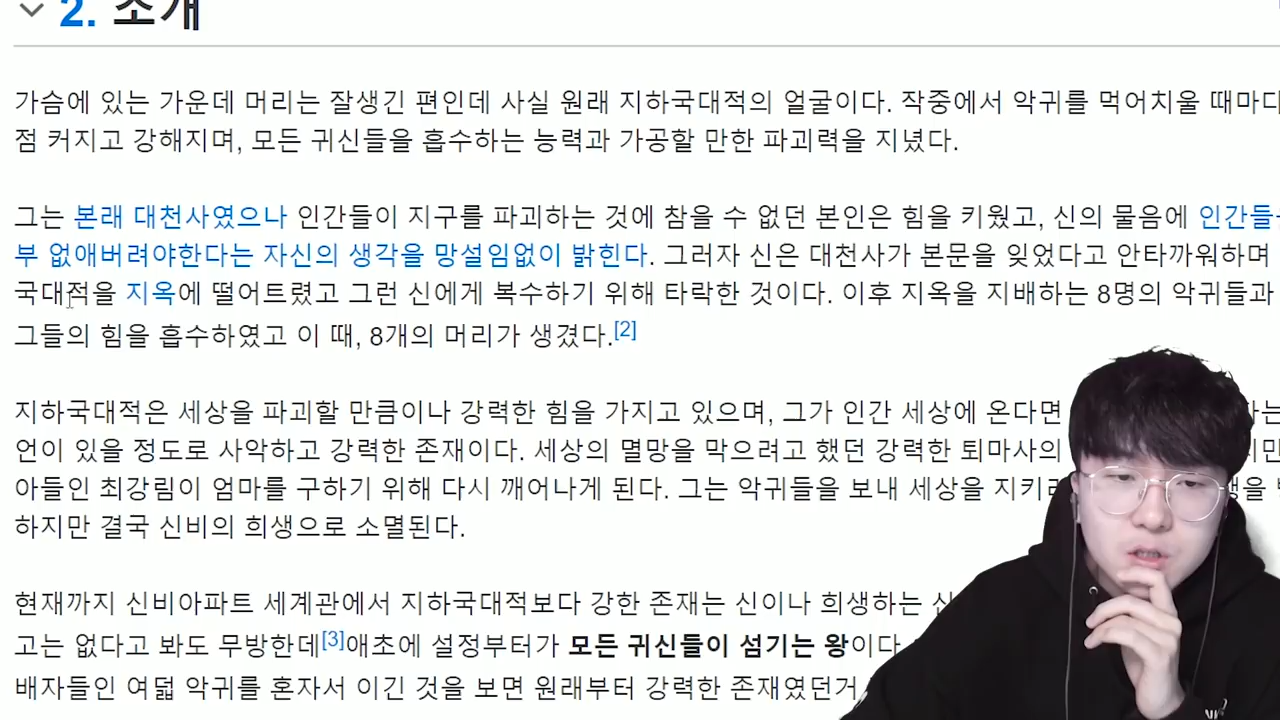 2. 소개
가슴에 있는 가운데 머리는 잘생긴 편인데 사실 원래 지하국대적의 얼굴이다. 작중에서 악귀를 먹어치울 때마다
점 커지고 강해지며, 모든 귀신들을 흡수하는 능력과 가공할 만한 파괴력을 지녔다.
그는 본래 대천사였으나 인간들이 지구를 파괴하는 것에 참을 수 없던 본인은 힘을 키웠고, 신의 물음에 인간들
부 없애버려야한다는 자신의 생각을 망설임없이 밝힌다. 그러자 신은 대천사가 본문을 잊었다고 안타까워하며
국대적을 지옥에 떨어트렸고 그런 신에게 복수하기 위해 타락한 것이다. 이후 지옥을 지배하는 8명의 악귀들과
그들의 힘을 흡수하였고 이 때, 8개의 머리가 생겼다.[2]
지하국대적은 세상을 파괴할 만큼이나 강력한 힘을 가지고 있으며, 그가 인간 세상에 온다면
언이 있을 정도로 사악하고 강력한 존재이다. 세상의 멸망을 막으려고 했던 강력한 퇴마사의
아들인 최강림이 엄마를 구하기 위해 다시 깨어나게 된다. 그는 악귀들을 보내 세상을
하지만 결국 신비의 희생으로 소멸된다.
현재까지 신비아파트 세계관에서 지하국대적보다 강한 존재는 신이나 희생하는
고는 없다고 봐도 무방한데[3]애초에 설정부터가 모든 귀신들이 섬기는 왕이다
배자들인 여덟 악귀를 혼자서 이긴 것을 보면 원래부터 강력한 존재였던거